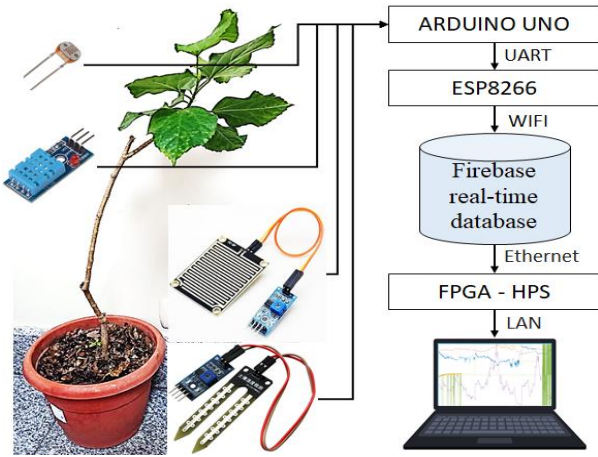 ARDUINO UNO
UART
ESP8266
WIFI
Firebase
real-time
database
Ethernet
FPGA - HPS
LAN